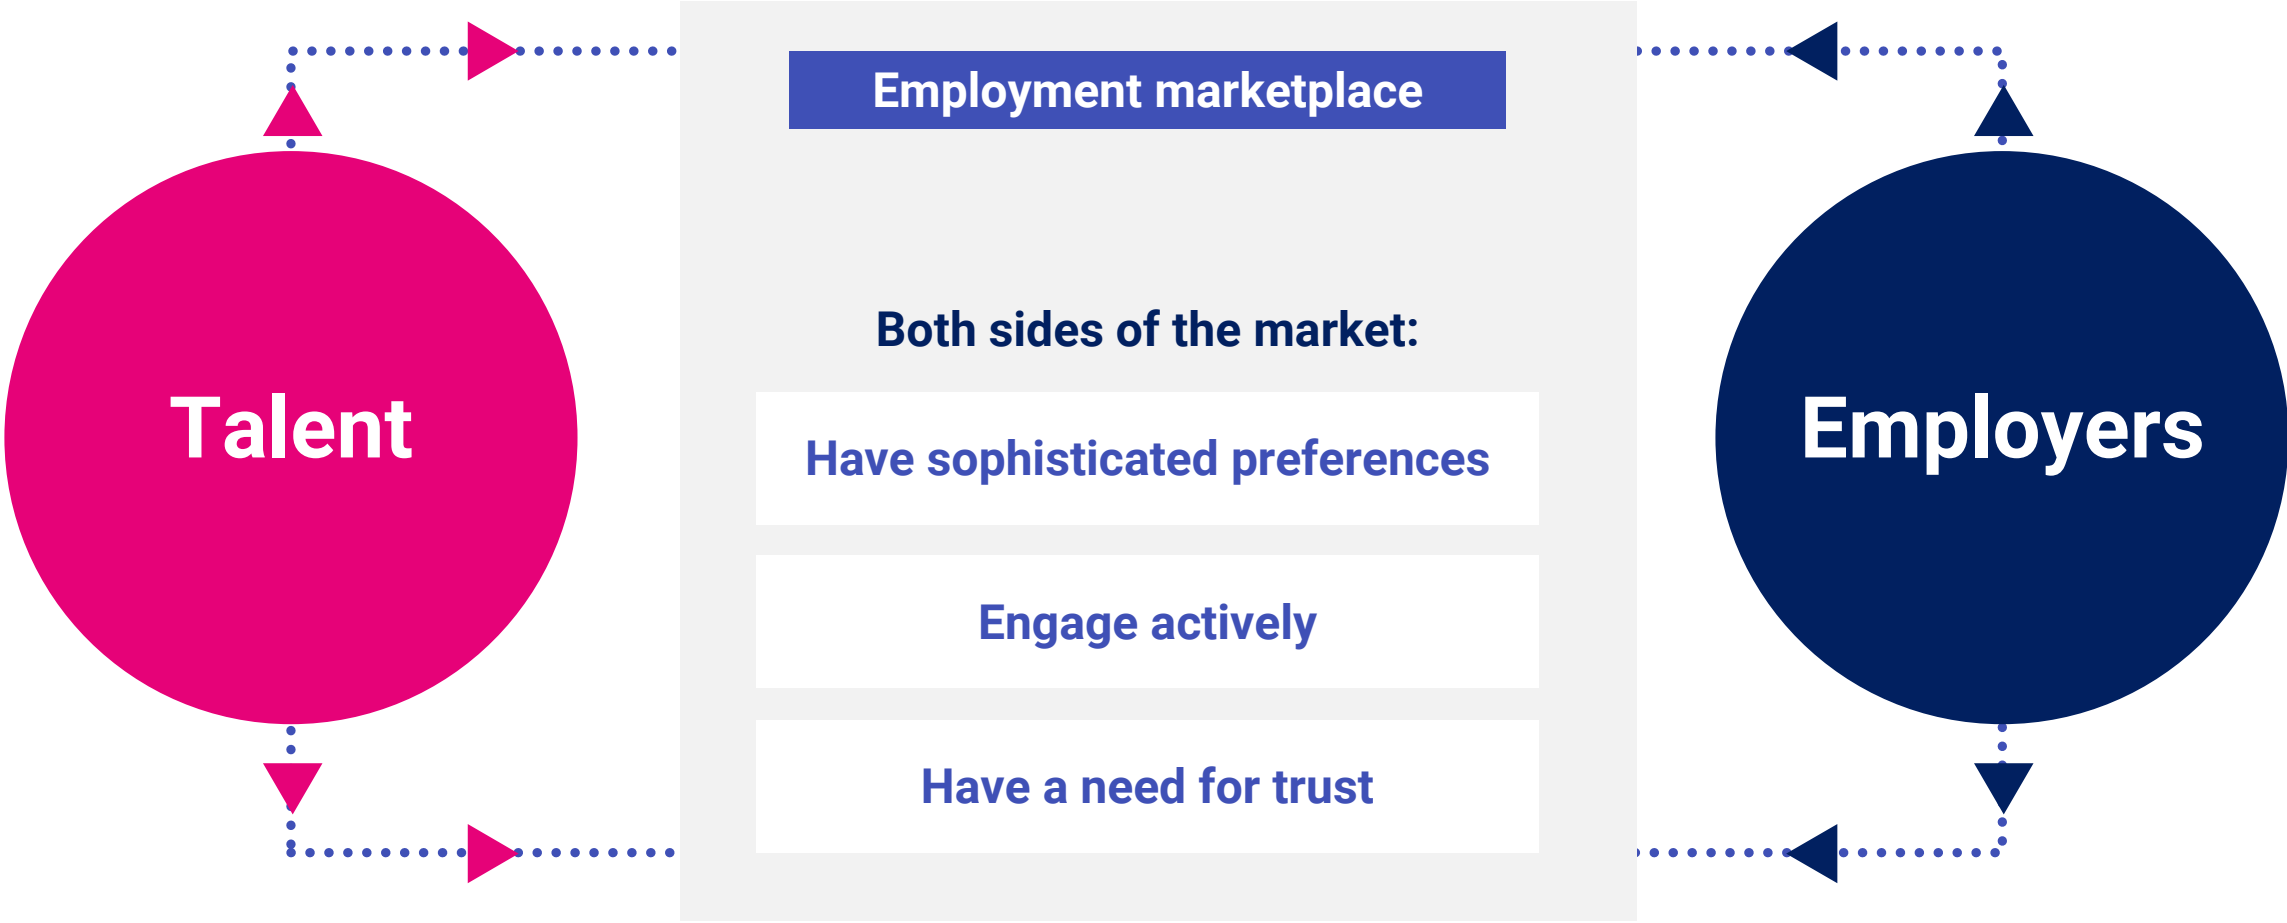 Employment marketplace
Both sides of the market:
Talent
Employers
Have sophisticated preferences
Engage actively
Have a need for trust